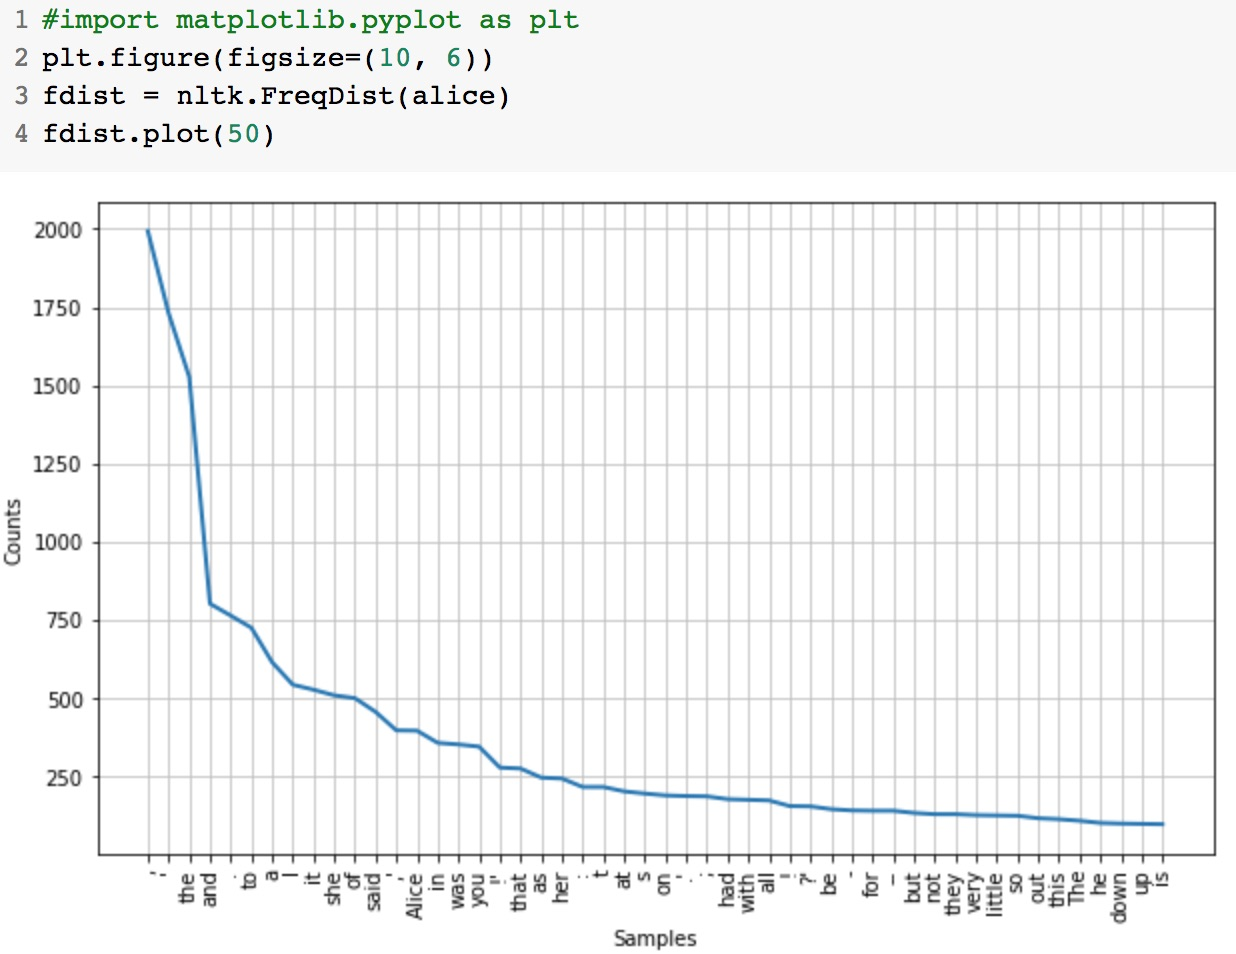 1 #import matplotlib.pyplot as plt
2 plt.figure(figsize=(10, 6))
3 fdist = nltk.FreqDist(alice)
4 fdist.plot(50)
2000
1750
1500
1250
1000
750
500
250
Counts
the and to a I it she of said Alice in was you that as her t at s on had with all be for but not they very little so out this The he down up is
Samples